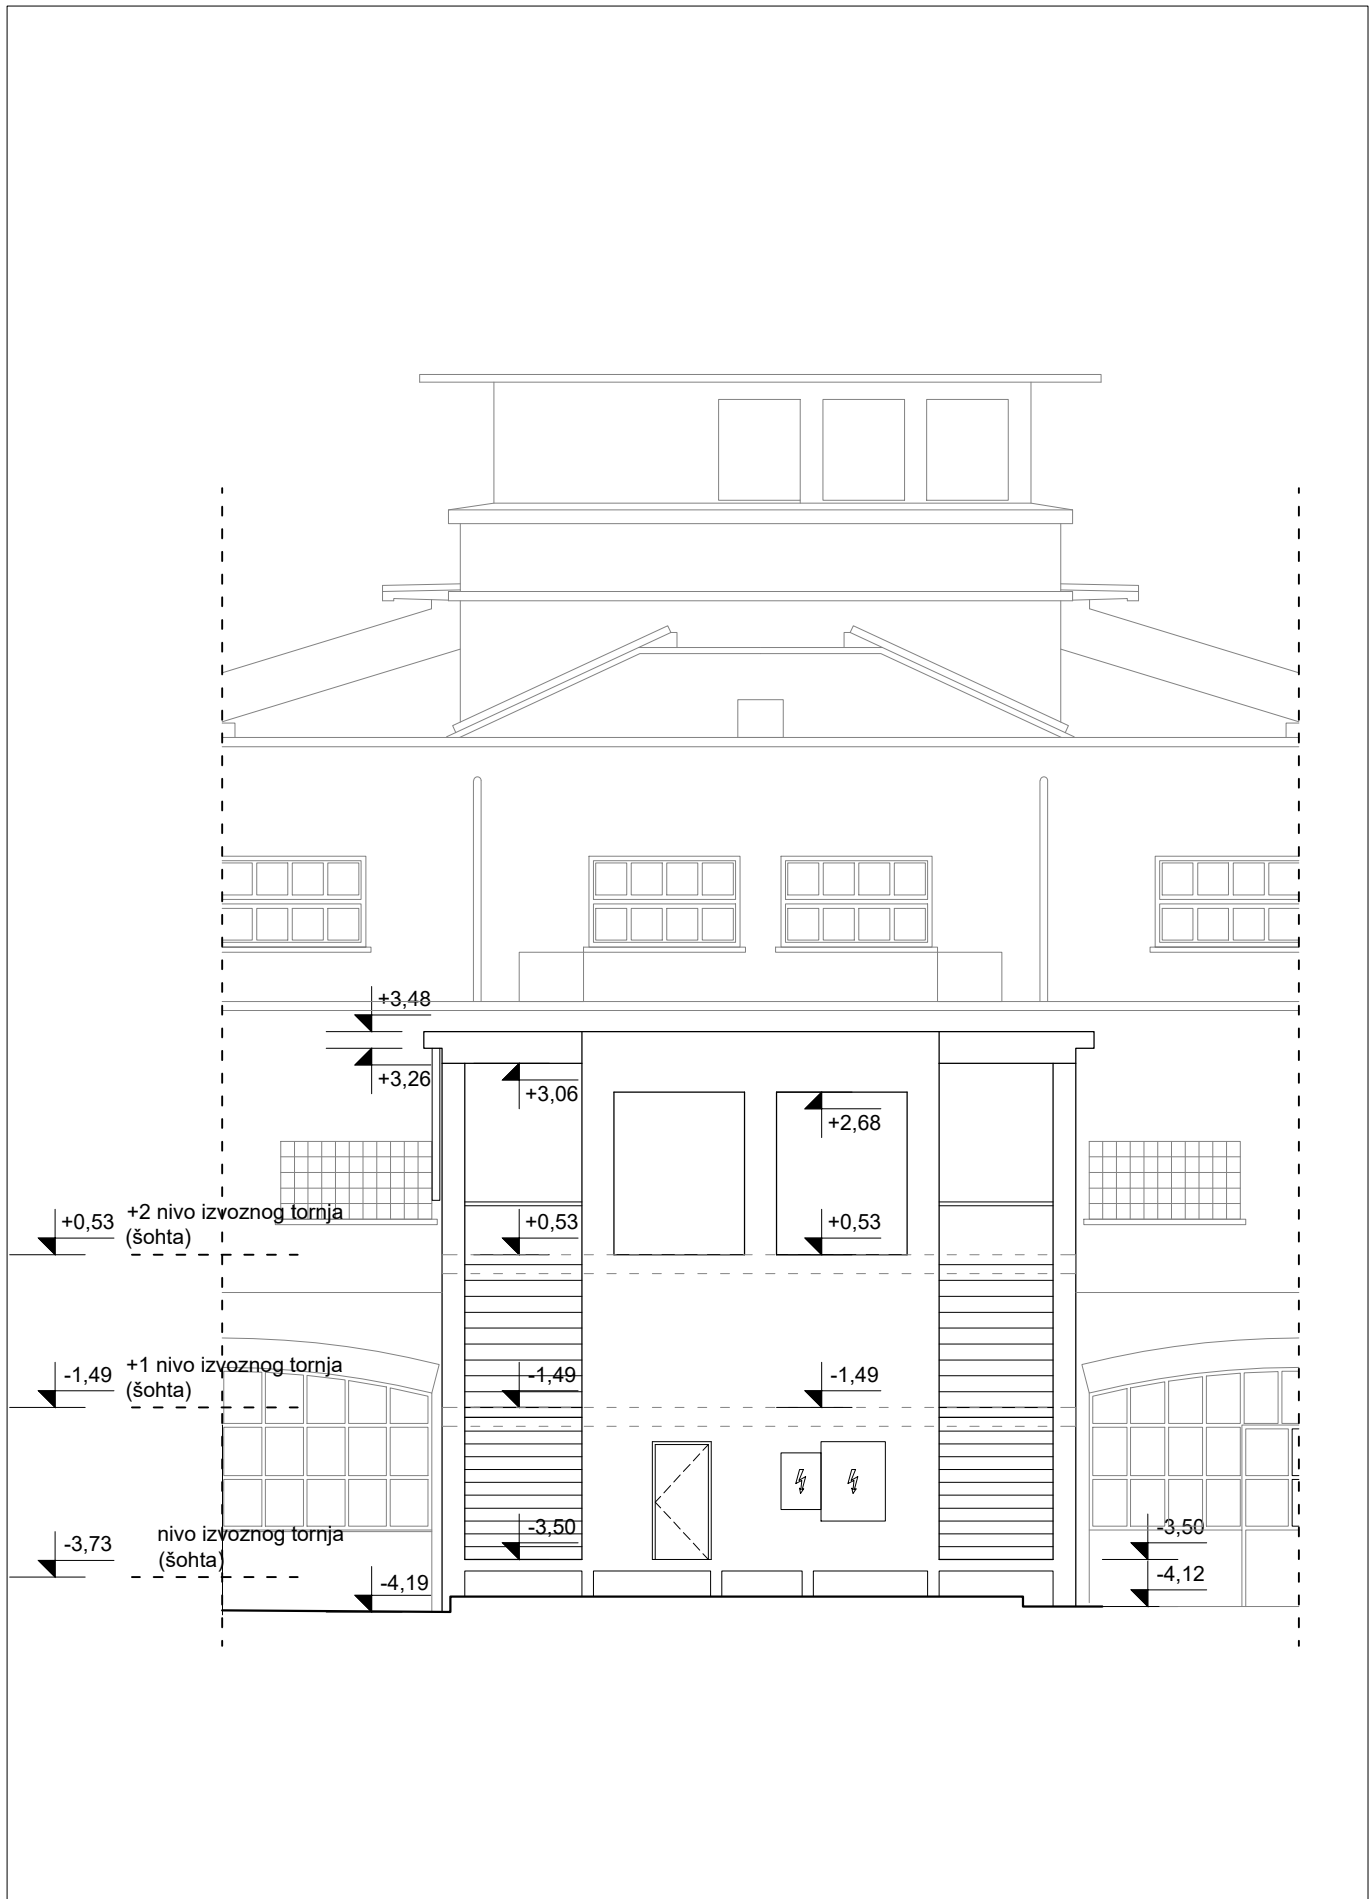 +3,48
+3,26
+3,06
+2,68
+0,53
+2 nivo izvoznog tornja
(šohta)
+0,53
+0,53
-1,49
+1 nivo izvoznog tornja
(šohta)
-1,49
-1,49
-3,73
nivo izvoznog tornja
(šohta)
-3,50
-3,50
-4,19
-4,12